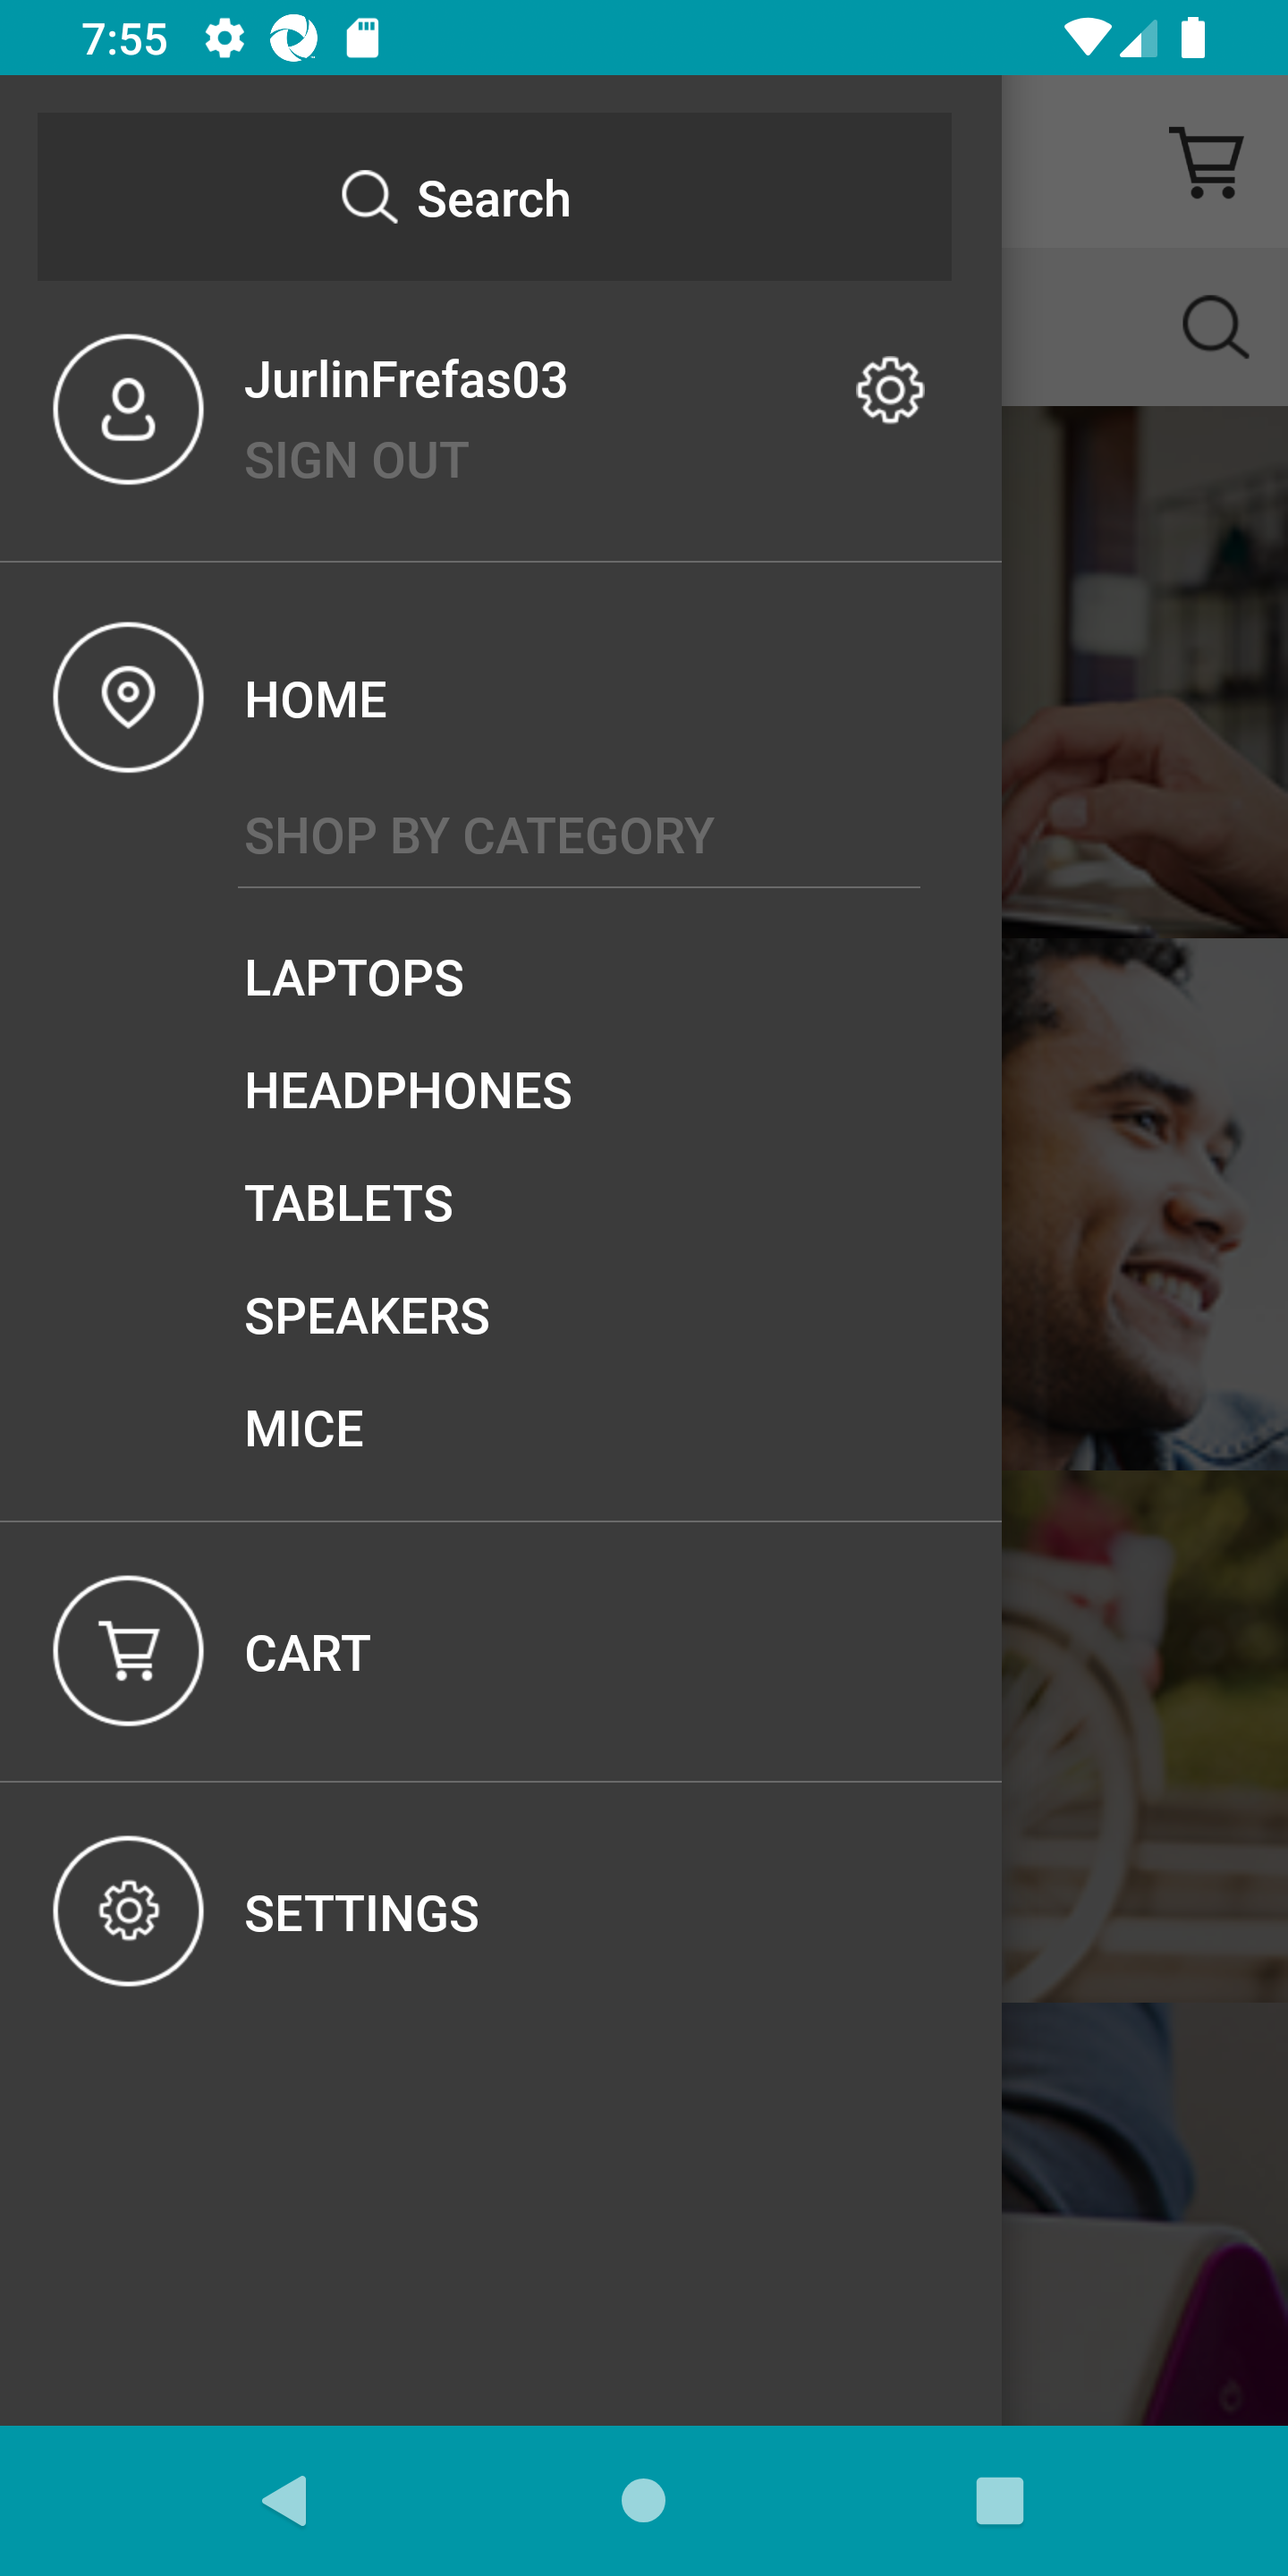 7:55
Search
JurlinFrefas03
SIGN OUT
HOME
SHOP BY CATEGORY
LAPTOPS
HEADPHONES
TABLETS
SPEAKERS
MICE
CART
SETTINGS